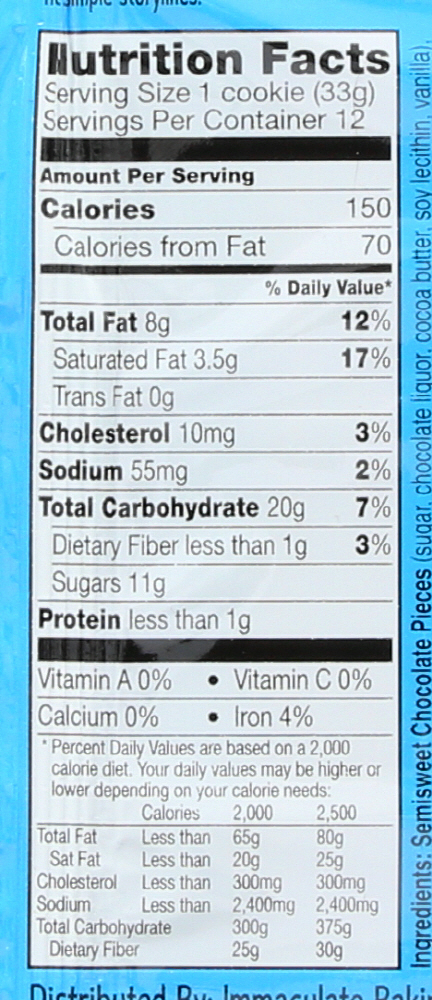 Nutrition Facts
Serving Size 1 cookie (33g)
Servings Per Container 12
Amount Per Serving
Calories 150
Calories from Fat 70
% Daily Value*
Total Fat 8g 12%
Saturated Fat 3.5g 17%
Trans Fat 0g
Cholesterol 10mg 3%
Sodium 55mg 2%
Total Carbohydrate 20g 7%
Dietary Fiber less than 1g 3%
Sugars 11g
Protein less than 1g
Vitamin A 0% • Vitamin C 0%
Calcium 0% • Iron 4%
* Percent Daily Values are based on a 2,000
calorie diet. Your daily values may be higher or
lower depending on your calorie needs:
Calories 2,000 2,500
Total Fat Less than 65g 80g
Sat Fat Less than 20g 25g
Cholesterol Less than 300mg 300mg
Sodium Less than 2,400mg 2,400mg
Total Carbohydrate 300g 375g
Dietary Fiber 25g 30g
Ingredients: Semisweet Chocolate Pieces (sugar, chocolate liquor, cocoa butter, soy lecithin, vanilla),
Distributed By: Immaculate